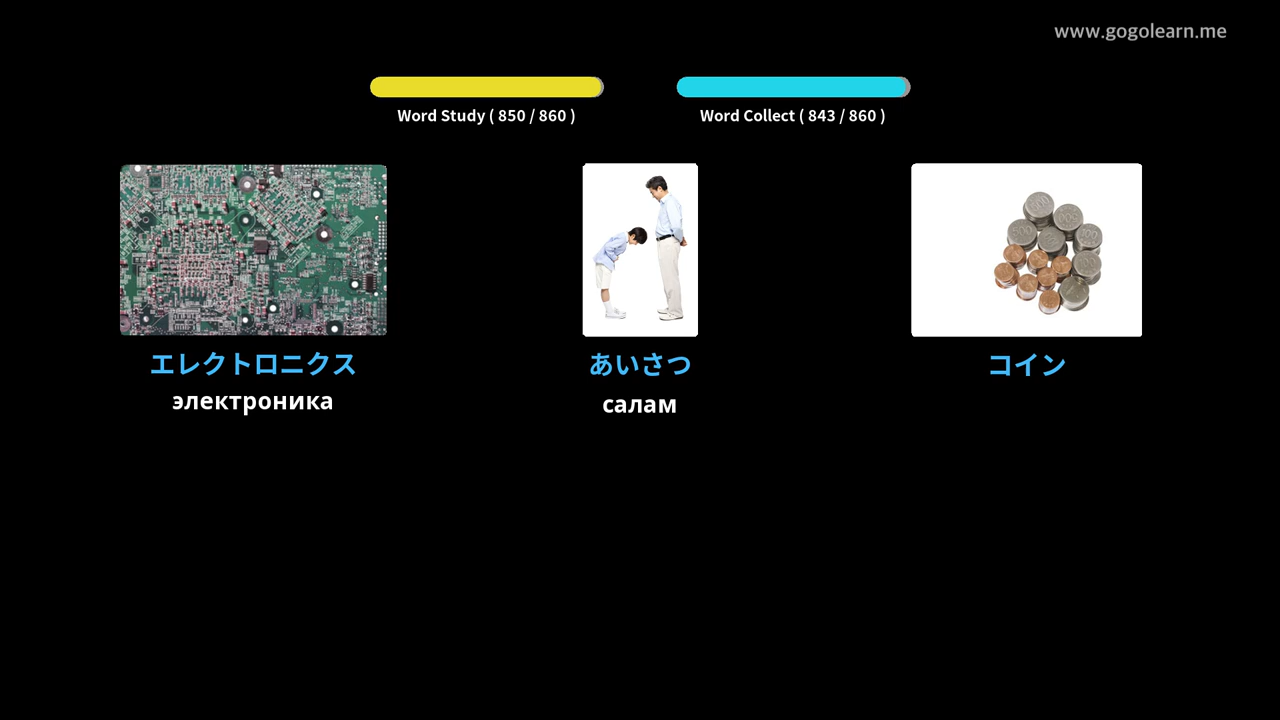 www.gogolearn.me
Word Study ( 850 / 860 )
Word Collect ( 843 / 860 )
エレクトロニクス
электроника
あいさつ
салам
コイン